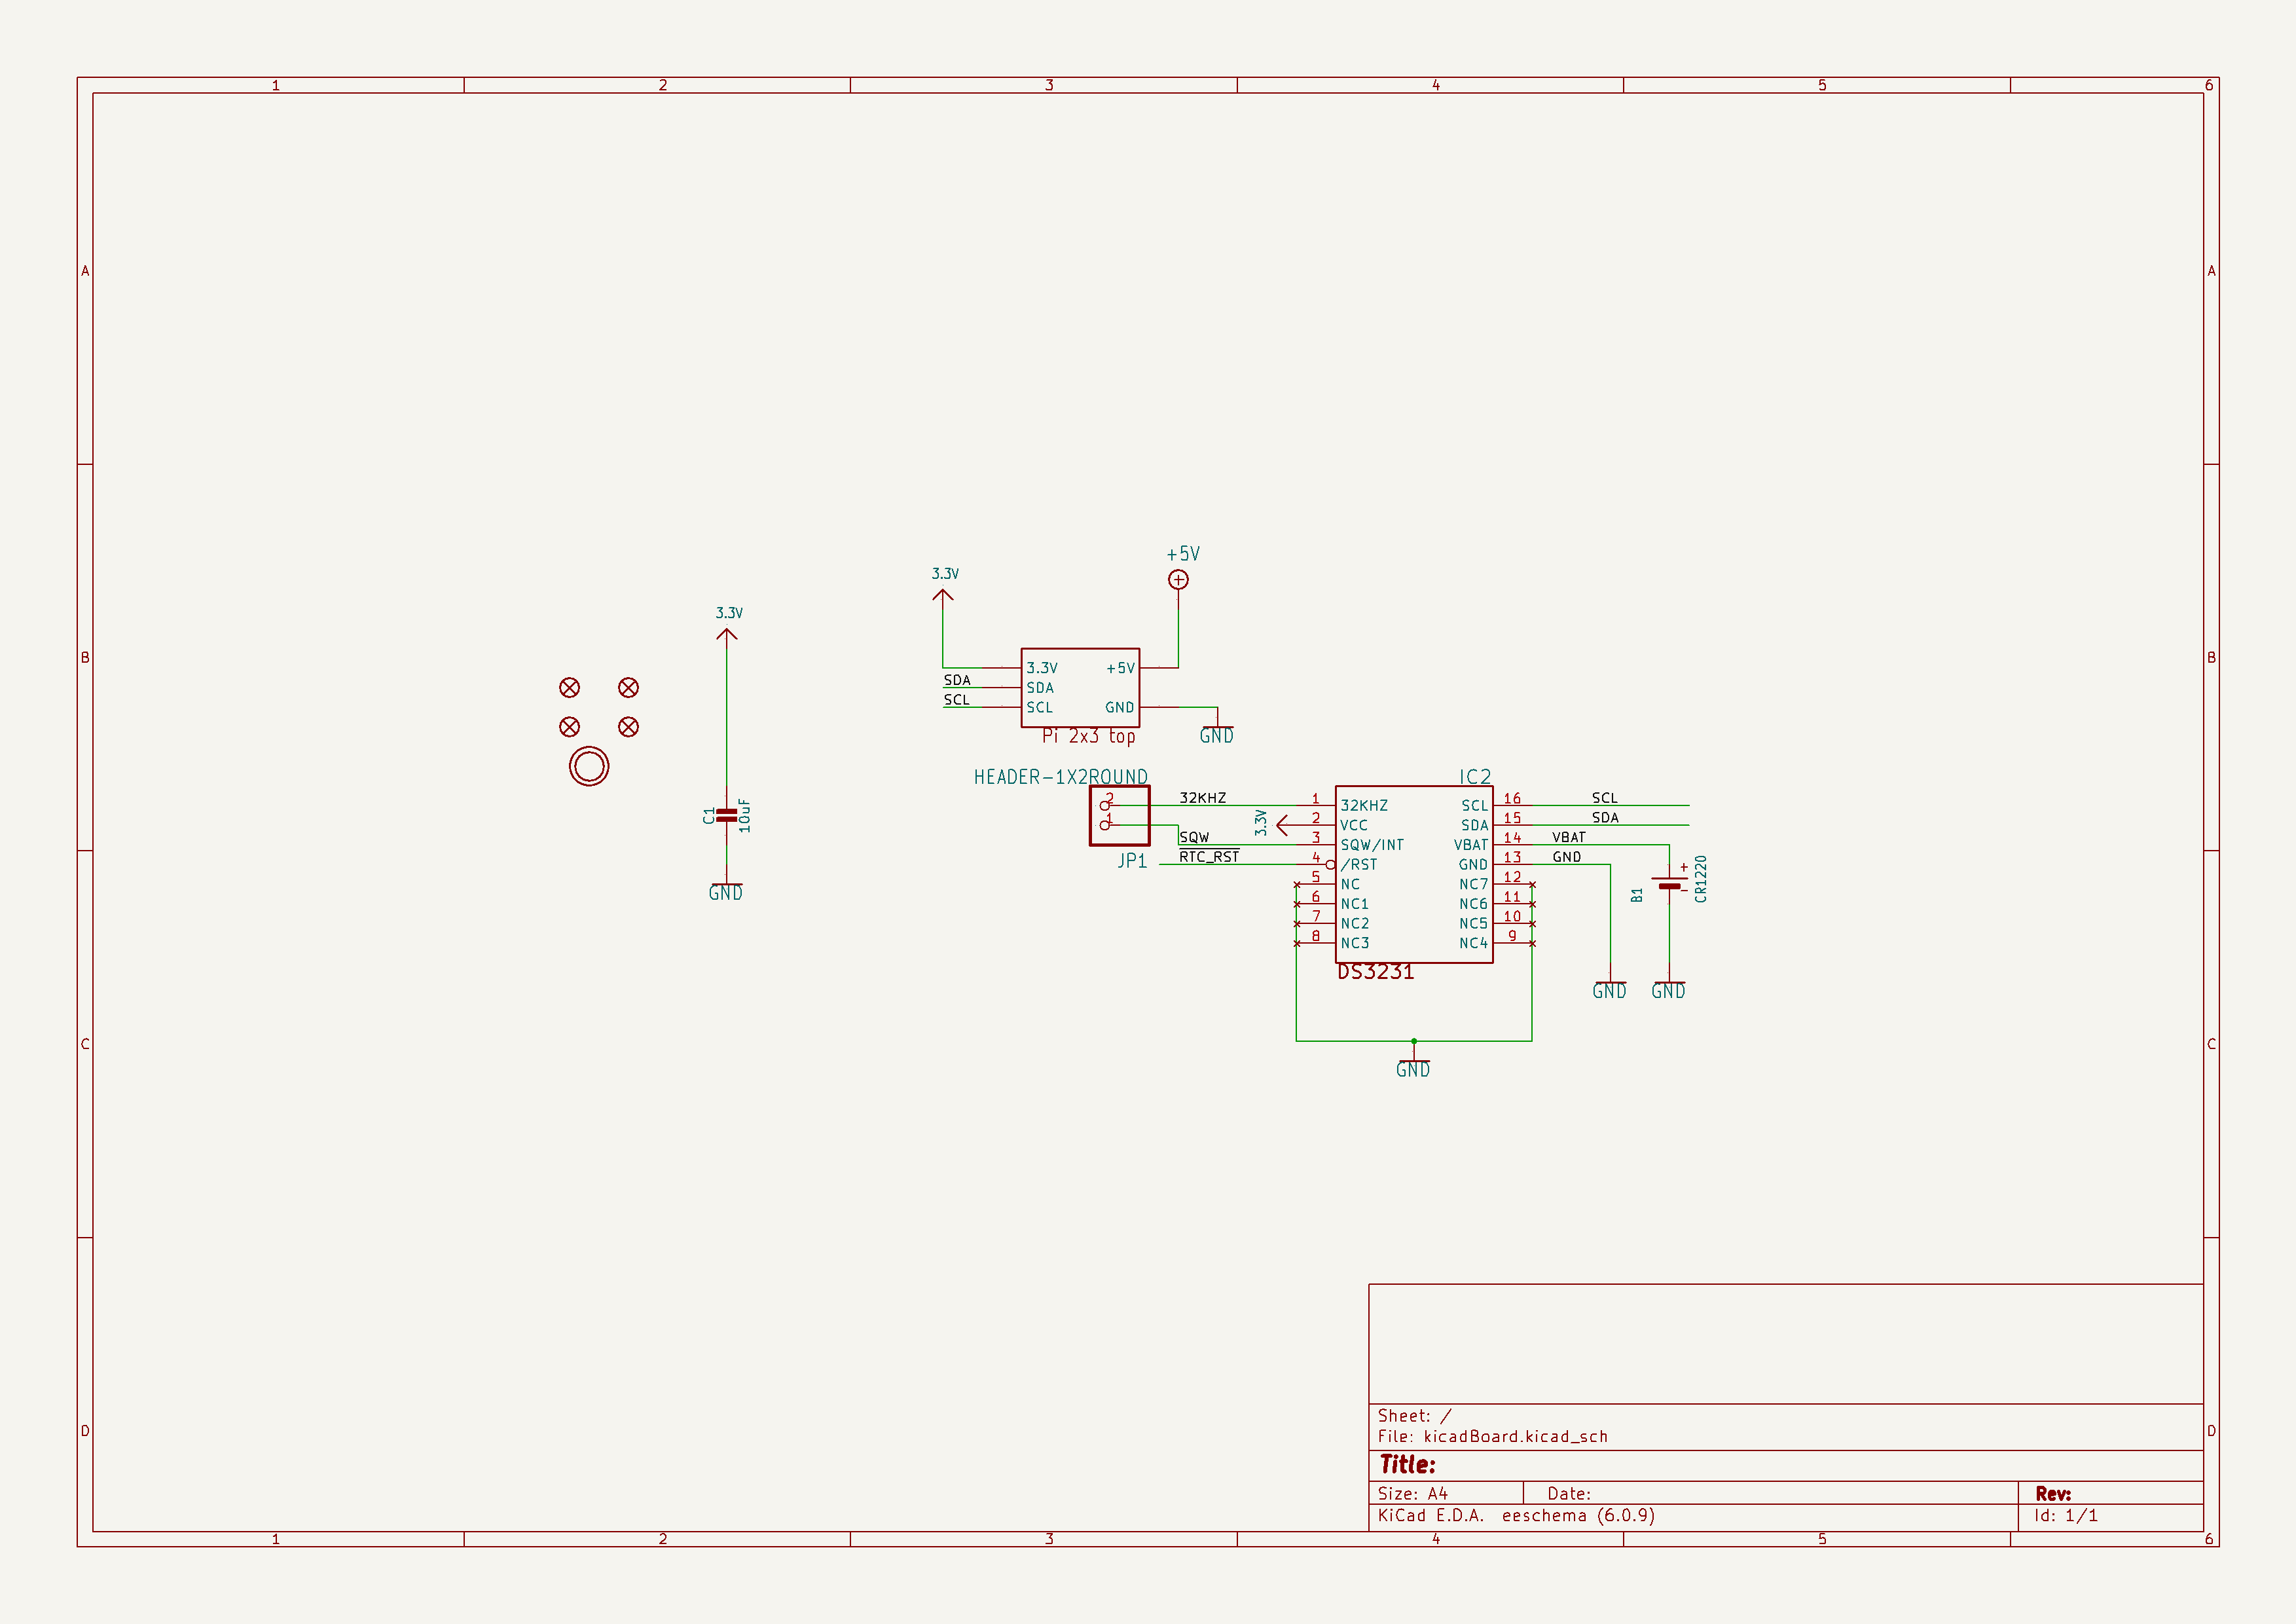 1 2 3 4 5 6
A A
+5V
3.3V
3.3V
B B
3.3V +5V
SDA SDA
SCL SCL GND
Pi 2x3 top GND
HEADER-1X2ROUND IC2
2 32KHZ 1 32KHZ SCL 16 SCL
1 3.3V 2 VCC SDA 15 SDA
C1 10uF SQW 3 SQW/INT VBAT 14 VBAT
JP1 RTC_RST 4 /RST GND 13 GND
5 NC NC7 12 + CR1220
GND 6 NC1 NC6 11 B1 -
7 NC2 NC5 10
8 NC3 NC4 9
DS3231
GND GND
C C
GND
Sheet: /
File: kicadBoard.kicad_sch
D D
Title:
Size: A4 Date: Rev:
KiCad E.D.A. eeschema (6.0.9) Id: 1/1
1 2 3 4 5 6